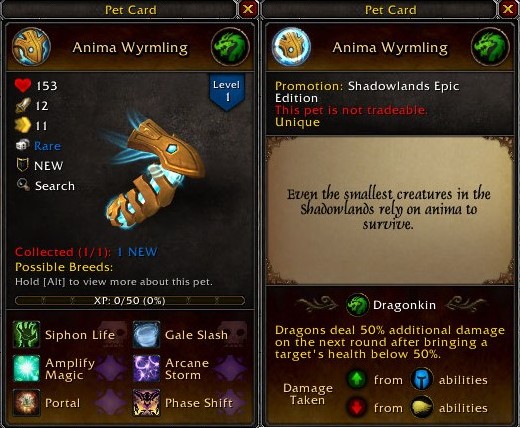 Pet Card
Anima Wyrmling
Level
1
153
12
11
Rare
NEW
Search
Collected (1/1): 1 NEW
Possible Breeds:
Hold [Alt] to view more about this pet.
XP: 0/50 (0%)
Siphon Life
Gale Slash
Amplify
Magic
Arcane
Storm
Portal
Phase Shift
Pet Card
Anima Wyrmling
Promotion: Shadowlands Epic
Edition
This pet is not tradeable.
Unique
Even the smallest creatures in the
Shadowlands rely on anima to
survive.
Dragonkin
Dragons deal 50% additional damage
on the next round after bringing a
target's health below 50%.
Damage
Taken
from abilities
from abilities